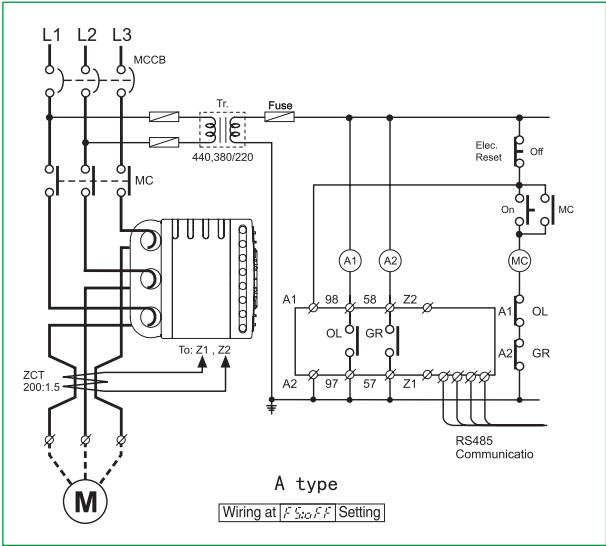 L1 L2 L3
MCCB
Tr.
Fuse
440,380/220
Elec.
Reset
Off
MC
On
MC
A1
A2
MC
A1 98 58 Z2
A1 OL
OL GR
A2 GR
A2 97 57 Z1
To: Z1 , Z2
ZCT
200:1.5
RS485
Communicatio
M
A type
Wiring at FS:oFF Setting